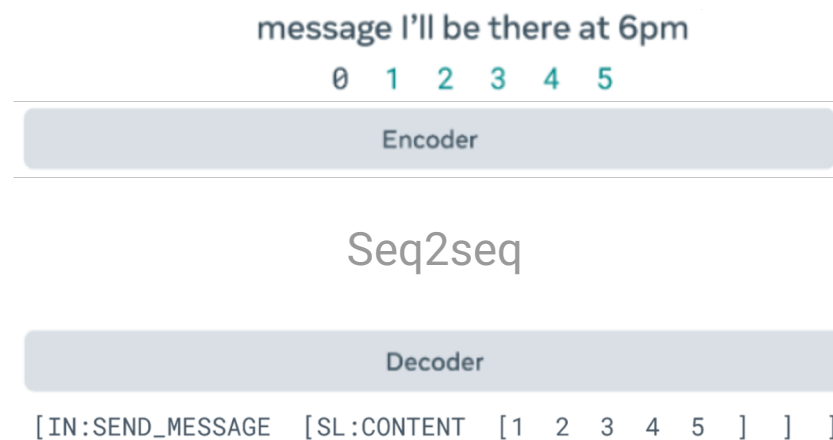 message I’ll be there at 6pm
0 1 2 3 4 5
Encoder
Seq2seq
Decoder
[IN:SEND_MESSAGE [SL:CONTENT [1 2 3 4 5 ] ] ]